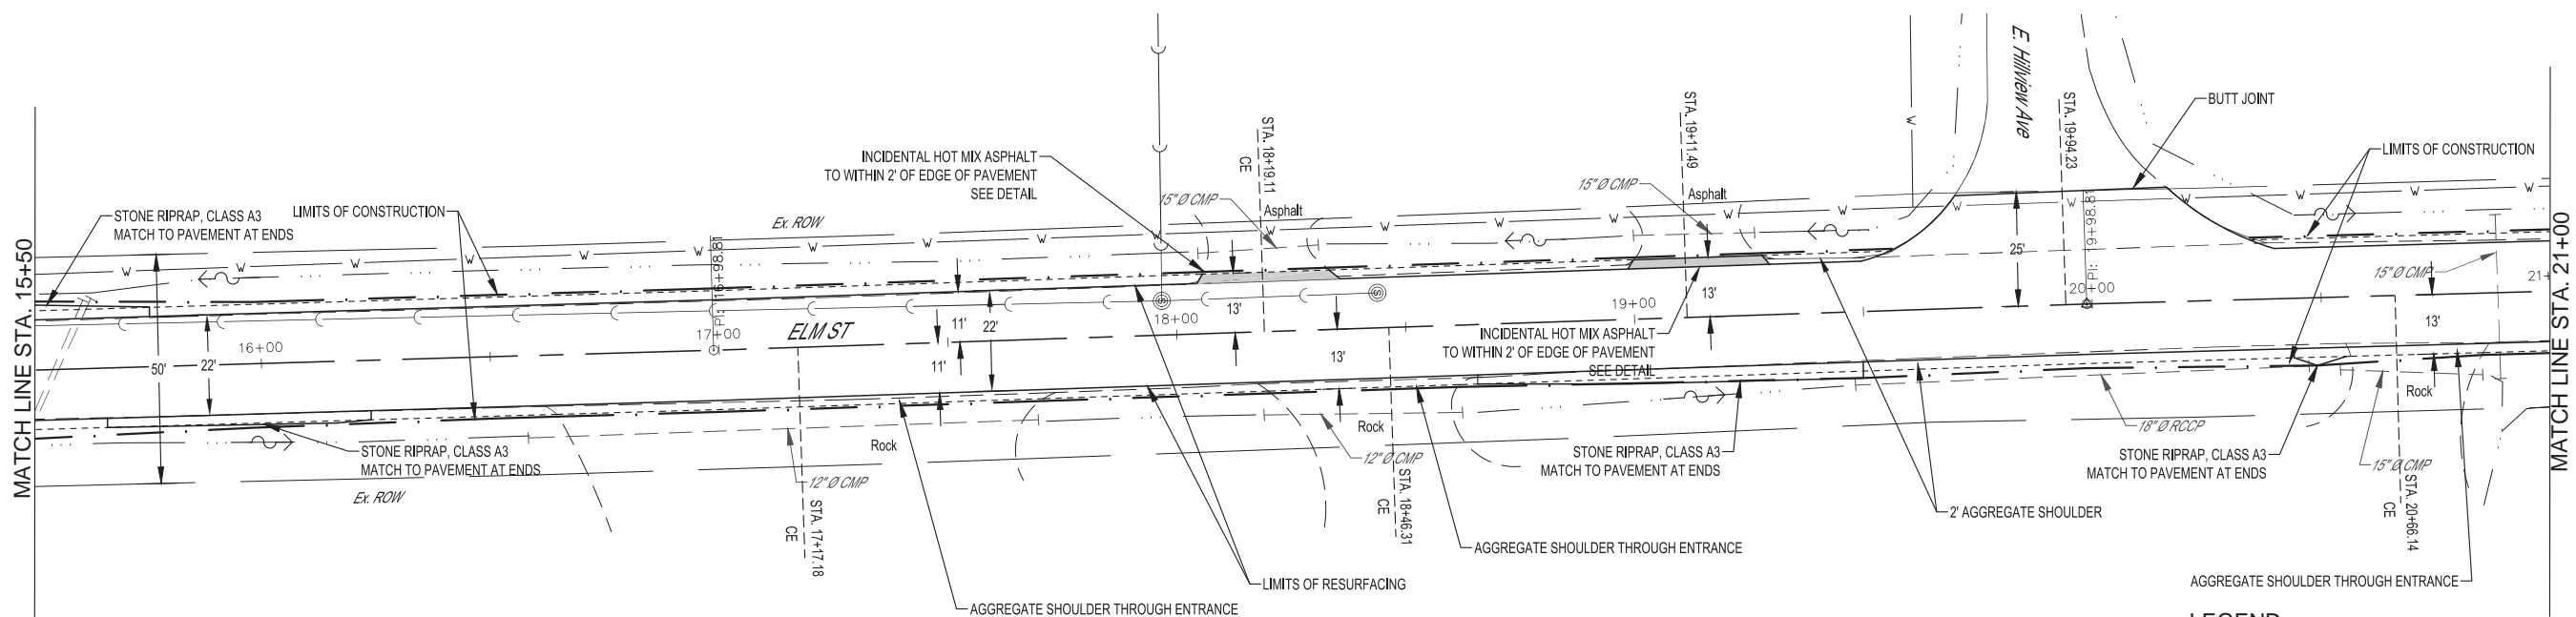 MATCH LINE STA. 15+50
STONE RIPRAP, CLASS A3
MATCH TO PAVEMENT AT ENDS
LIMITS OF CONSTRUCTION
Ex. ROW
INCIDENTAL HOT MIX ASPHALT
TO WITHIN 2' OF EDGE OF PAVEMENT
SEE DETAIL
15" Ø CMP
STA. 18+19.11
CE
Asphalt
15" Ø CMP
STA. 19+11.49
Asphalt
E. Hillview Ave
STA. 19+94.23
BUTT JOINT
LIMITS OF CONSTRUCTION
MATCH LINE STA. 21+00
W W W W W W W W W W W W W W W W W W W W
PI: 16+98.81
PI: 19+98.81
25'
15" Ø CMP
21+
50'
22'
16+00
17+00
ELM ST
11'
11'
22'
18+00
13'
13'
19+00
13'
20+00
13'
S
S
INCIDENTAL HOT MIX ASPHALT
TO WITHIN 2' OF EDGE OF PAVEMENT
SEE DETAIL
STONE RIPRAP, CLASS A3
MATCH TO PAVEMENT AT ENDS
Ex. ROW
12" Ø CMP
STA. 17+17.18
CE
Rock
Rock
12" Ø CMP
STA. 18+46.31
CE
STONE RIPRAP, CLASS A3
MATCH TO PAVEMENT AT ENDS
18" Ø RCCP
STONE RIPRAP, CLASS A3
MATCH TO PAVEMENT AT ENDS
15" Ø CMP
Rock
STA. 20+66.14
CE
2' AGGREGATE SHOULDER
AGGREGATE SHOULDER THROUGH ENTRANCE
LIMITS OF RESURFACING
AGGREGATE SHOULDER THROUGH ENTRANCE
AGGREGATE SHOULDER THROUGH ENTRANCE